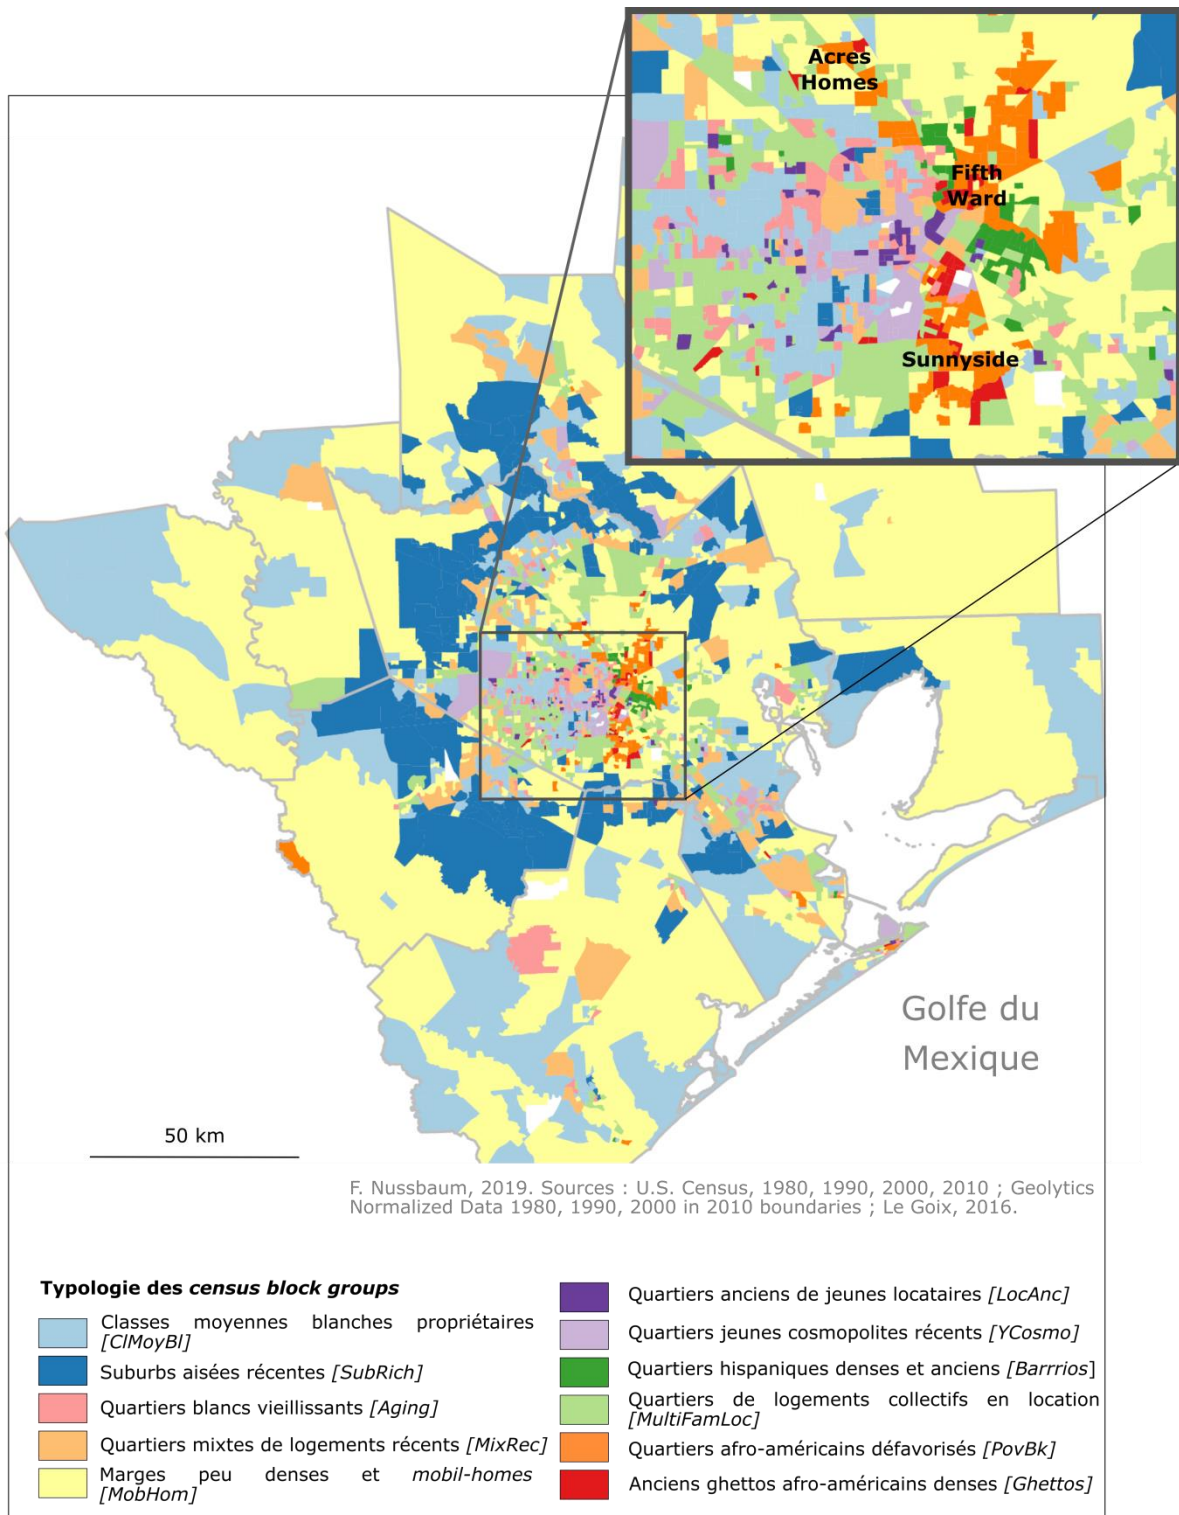 Acres
Homes
Fifth
Ward
Sunnyside
Golfe du
Mexique
50 km
F. Nussbaum, 2019. Sources : U.S. Census, 1980, 1990, 2000, 2010 ; Geolytics
Normalized Data 1980, 1990, 2000 in 2010 boundaries ; Le Goix, 2016.
Typologie des census block groups
Classes moyennes blanches propriétaires
[ClMoyBl]
Suburbs aisées récentes [SubRich]
Quartiers blancs vieillissants [Aging]
Quartiers mixtes de logements récents [MixRec]
Marges peu denses et mobil-homes
[MobHom]
Quartiers anciens de jeunes locataires [LocAnc]
Quartiers jeunes cosmopolites récents [YCosmo]
Quartiers hispaniques denses et anciens [Barrrios]
Quartiers de logements collectifs en location
[MultiFamLoc]
Quartiers afro-américains défavorisés [PovBk]
Anciens ghettos afro-américains denses [Ghettos]